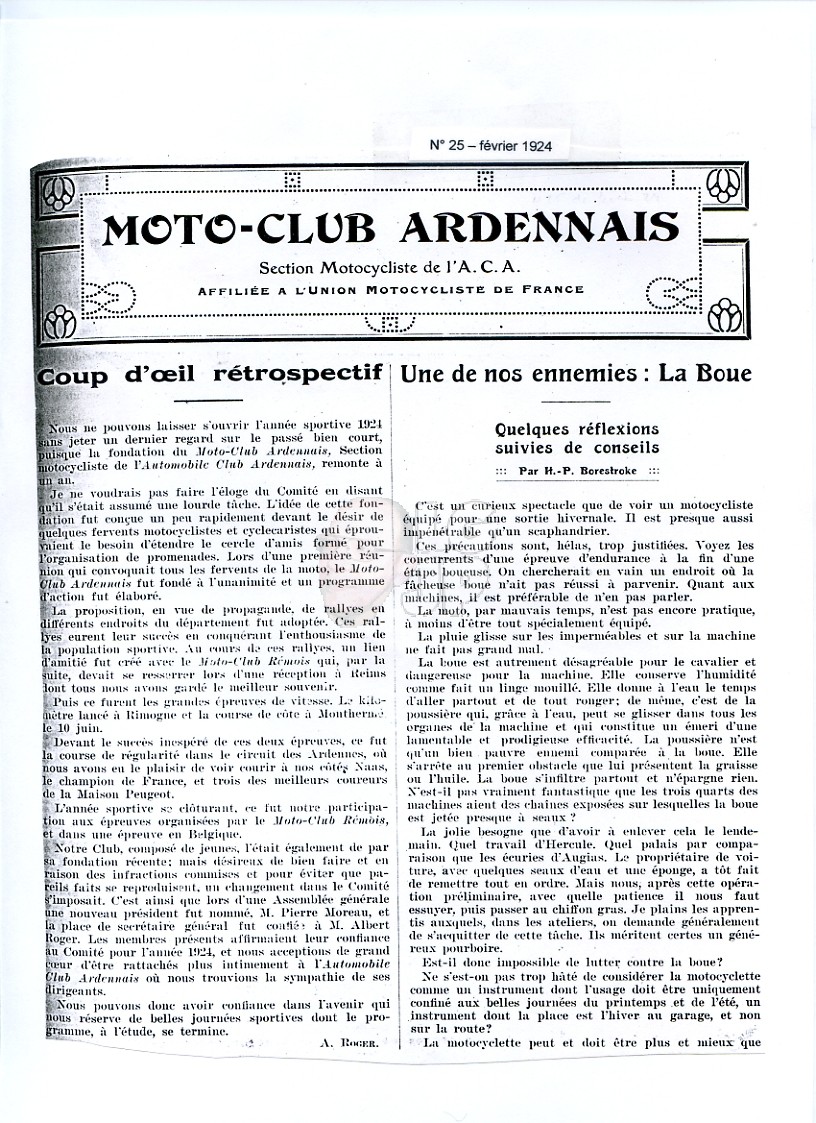 N° 25 – février 1924
MOTO-CLUB ARDENNAIS
Section Motocycliste de l'A.C.A.
AFFILIÉE A L'UNION MOTOCYCLISTE DE FRANCE
Coup d'œil rétrospectif
Nous ne pouvons laisser s'ouvrir l'année sportive 1924
sans jeter un dernier regard sur le passé bien court,
puisque la fondation du Moto-Club Ardennais, Section
motocycliste de l'Automobile Club Ardennais, remonte à
un an.
Je ne voudrais pas faire l'éloge du Comité en disant
qu'il s'était assumé une lourde tâche. L'idée de cette fon-
dation fut conçue un peu rapidement devant le désir de
quelques fervents motocyclistes et cyclecaristes qui éprou-
vaient le besoin d'étendre le cercle d'amis formé pour
l'organisation de promenades. Lors d'une première réu-
nion qui convoquait tous les fervents de la moto, le Moto-
Club Ardennais fut fondé à l'unanimité et un programme
d'action fut élaboré.
La proposition, en vue de propagande, de rallyes en
différents endroits du département fut adoptée. Ces ral-
lyes eurent leur succès en conquérant l'enthousiasme de
la population sportive. Au cours de ces rallyes, un lien
d'amitié fut créé avec le Moto-Club Rémois qui, par la
suite, devait se resserrer lors d'une réception à Reims
dont tous nous avons gardé le meilleur souvenir.
Puis ce furent les grandes épreuves de vitesse. Le kilo-
mètre lancé à Rimogne et la course de côte à Monthermé
le 10 juin.
Devant le succès inespéré de ces deux épreuves, ce fut
la course de régularité dans le circuit des Ardennes, où
nous avons eu le plaisir de voir courir à nos côtés Naas,
le champion de France, et trois des meilleurs coureurs
de la Maison Peugeot.
L'année sportive se clôturant, ce fut notre participa-
tion aux épreuves organisées par le Moto-Club Rémois,
et dans une épreuve en Belgique.
Notre Club, composé de jeunes, l'était également de par
sa fondation récente; mais désireux de bien faire et en
raison des infractions commises et pour éviter que pa-
reils faits se reproduisent, un changement dans le Comité
s'imposait. C'est ainsi que lors d'une Assemblée générale
une nouveau président fut nommé, M. Pierre Moreau, et
la place de secrétaire général fut confiée à M. Albert
Roger. Les membres présents affirmaient leur confiance
au Comité pour l'année 1924, et nous acceptions de grand
cœur d'être rattachés plus intimement à l'Automobile
Club Ardennais où nous trouvions la sympathie de ses
dirigeants.
Nous pouvons donc avoir confiance dans l'avenir qui
nous réserve de belles journées sportives dont le pro-
gramme, à l'étude, se termine.
A. ROGER.
Une de nos ennemies : La Boue
Quelques réflexions
suivies de conseils
::: Par H.-P. Borestroke :::
C'est un curieux spectacle que de voir un motocycliste
équipé pour une sortie hivernale. Il est presque aussi
impénétrable qu'un scaphandrier.
Ces précautions sont, hélas, trop justifiées. Voyez les
concurrents d'une épreuve d'endurance à la fin d'une
étape boueuse. On chercherait en vain un endroit où la
fâcheuse boue n'ait pas réussi à parvenir. Quant aux
machines, il est préférable de n'en pas parler.
La moto, par mauvais temps, n'est pas encore pratique,
à moins d'être tout spécialement équipé.
La pluie glisse sur les imperméables et sur la machine
ne fait pas grand mal.
La boue est autrement désagréable pour le cavalier et
dangereuse pour la machine. Elle conserve l'humidité
comme fait un linge mouillé. Elle donne à l'eau le temps
d'aller partout et de tout ronger; de même, c'est de la
poussière qui, grâce à l'eau, peut se glisser dans tous les
organes de la machine et qui constitue un émeri d'une
lamentable et prodigieuse efficacité. La poussière n'est
qu'un bien pauvre ennemi comparée à la boue. Elle
s'arrête au premier obstacle que lui présentent la graisse
ou l'huile. La boue s'infiltre partout et n'épargne rien.
N'est-il pas vraiment fantastique que les trois quarts des
machines aient des chaînes exposées sur lesquelles la boue
est jetée presque à seaux ?
La jolie besogne que d'avoir à enlever cela le lende-
main. Quel travail d'Hercule. Quel palais par compa-
raison que les écuries d'Augias. Le propriétaire de voi-
ture, avec quelques seaux d'eau et une éponge, a tôt fait
de remettre tout en ordre. Mais nous, après cette opéra-
tion préliminaire, avec quelle patience il nous faut
essuyer, puis passer au chiffon gras. Je plains les appren-
tis auxquels, dans les ateliers, on demande généralement
de s'acquitter de cette tâche. Ils méritent certes un géné-
reux pourboire.
Est-il donc impossible de lutter contre la boue?
Ne s'est-on pas trop hâté de considérer la motocyclette
comme un instrument dont l'usage doit être uniquement
confiné aux belles journées du printemps et de l'été, un
instrument dont la place est l'hiver au garage, et non
sur la route?
La motocyclette peut et doit être plus et mieux que